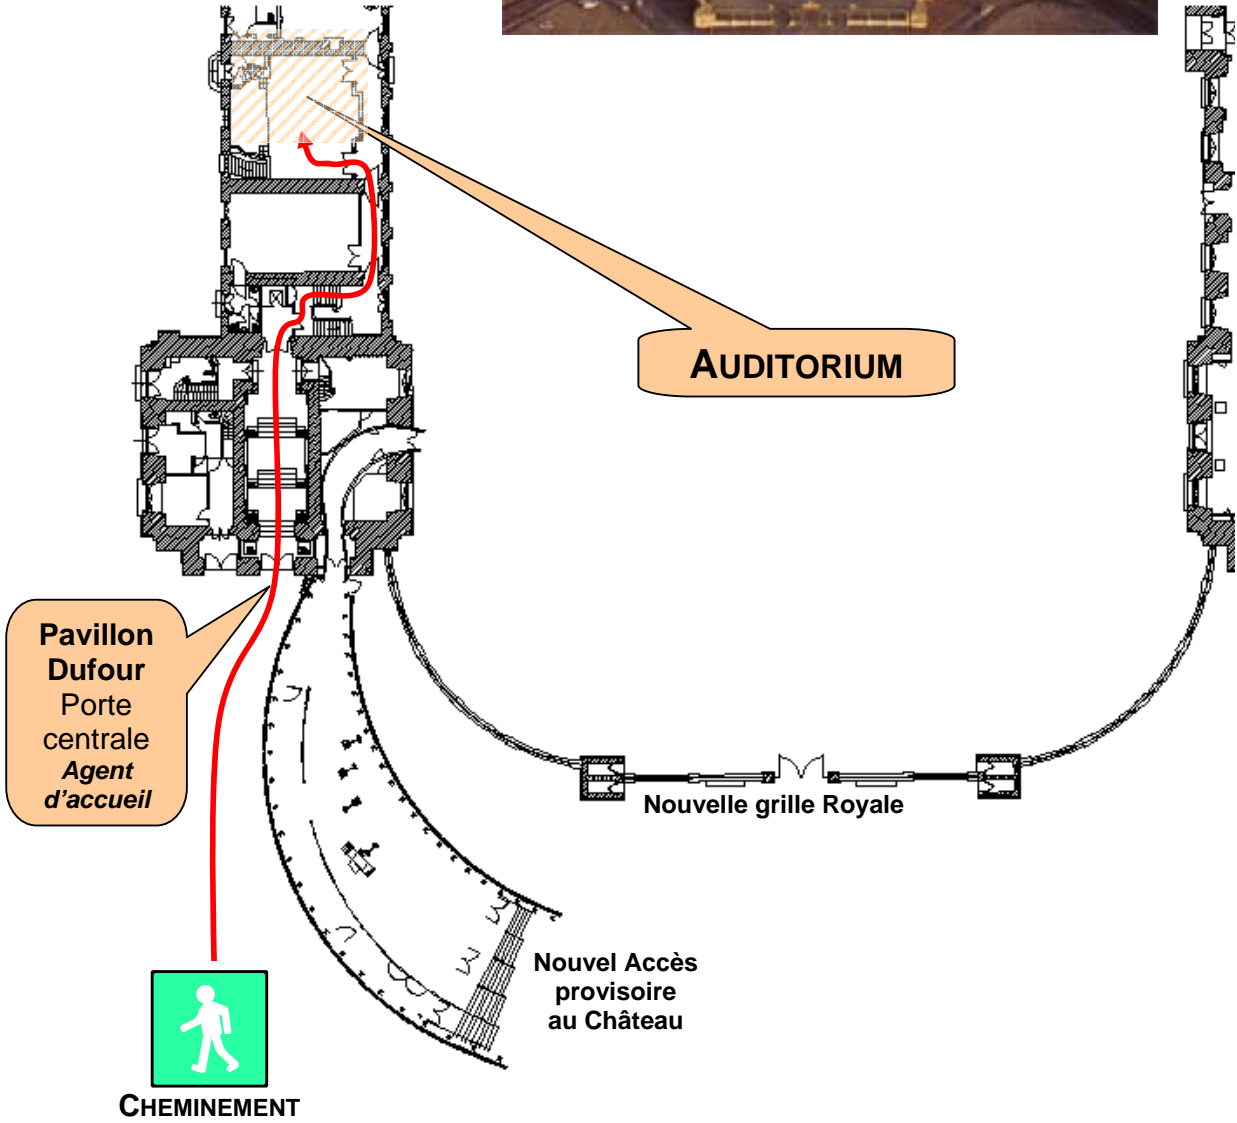 AUDITORIUM
Pavillon
Dufour
Porte
centrale
Agent
d'accueil
Nouvelle grille Royale
Nouvel Accès
provisoire
au Château
CHEMINEMENT